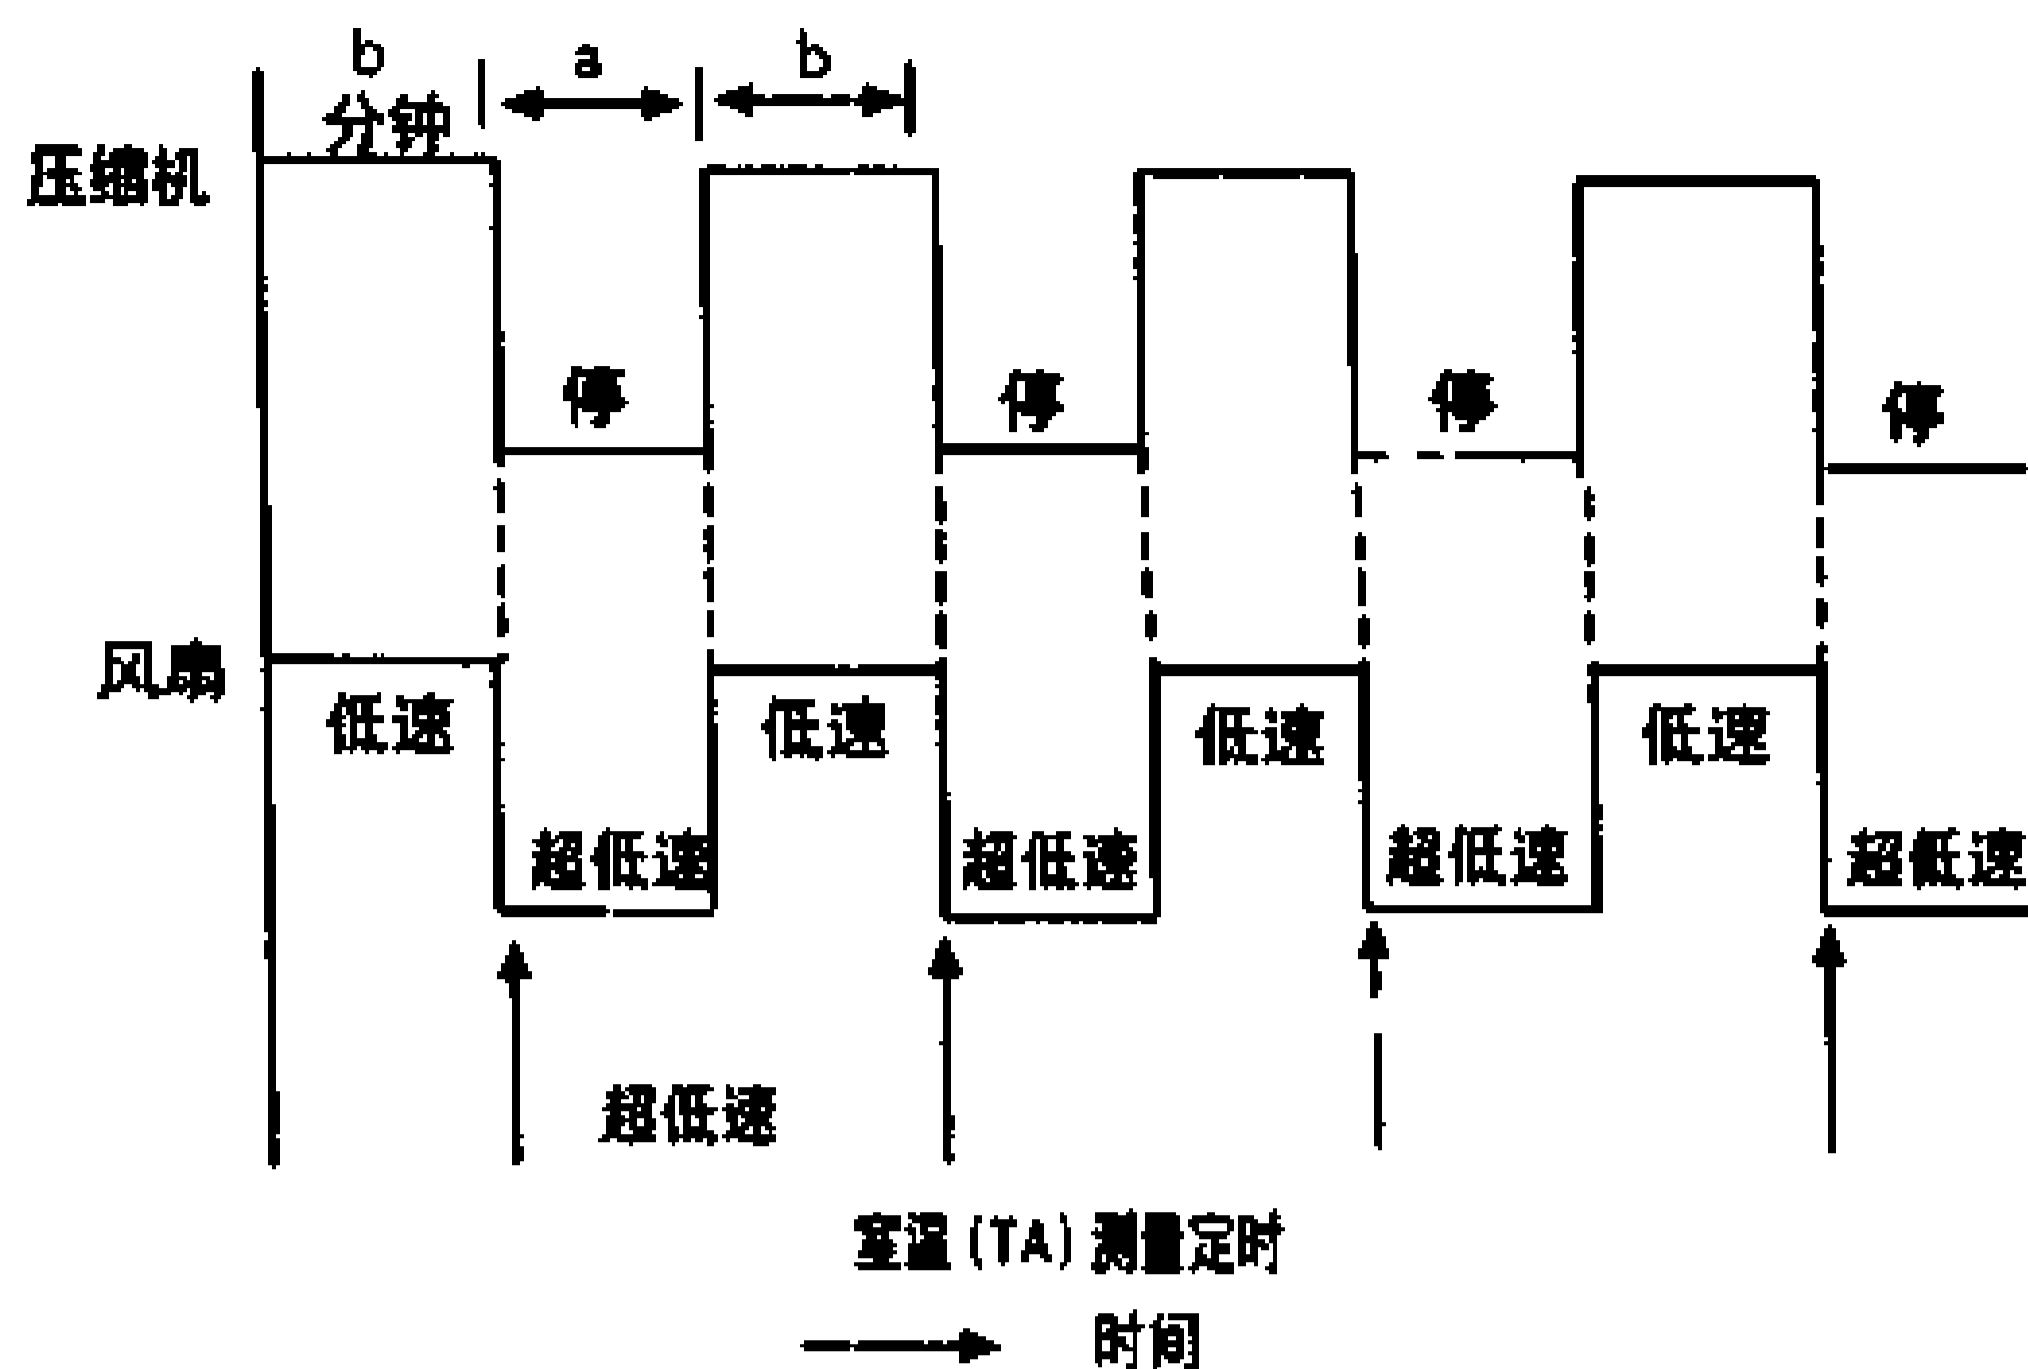 b a b
分钟
压缩机
停 停 停 停
风扇
低速 低速 低速 低速
超低速 超低速 超低速 超低速
超低速
室温(TA)测量定时
时间